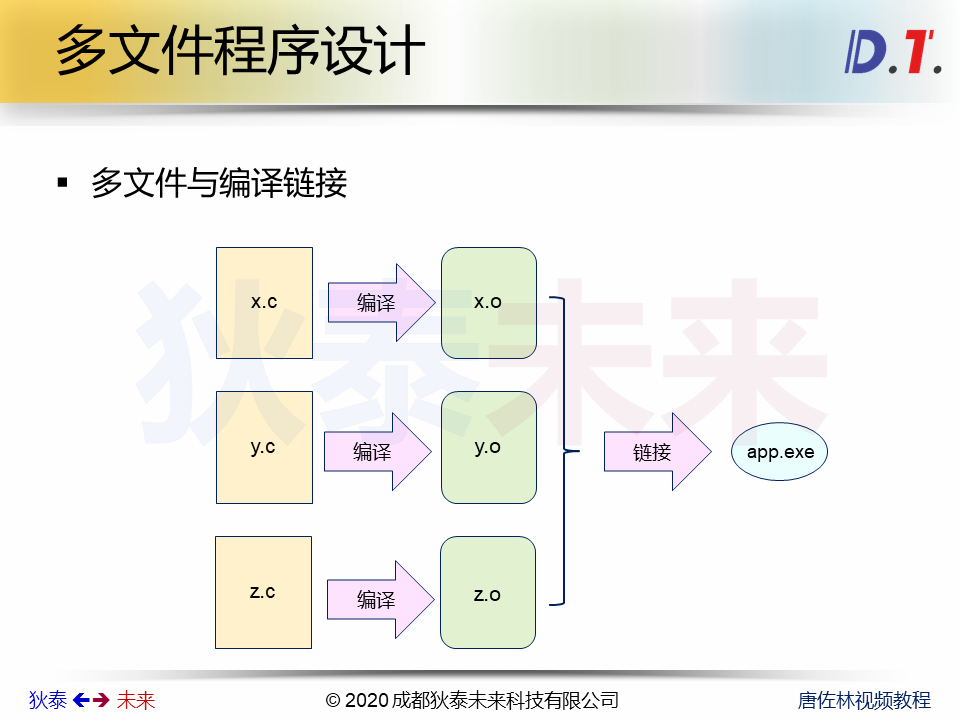 多文件程序设计
D.T.
▪ 多文件与编译链接
狄泰未来
x.c
编译
x.o
y.c
编译
y.o
链接
app.exe
z.c
编译
z.o
狄泰 未来
© 2020 成都狄泰未来科技有限公司
唐佐林视频教程